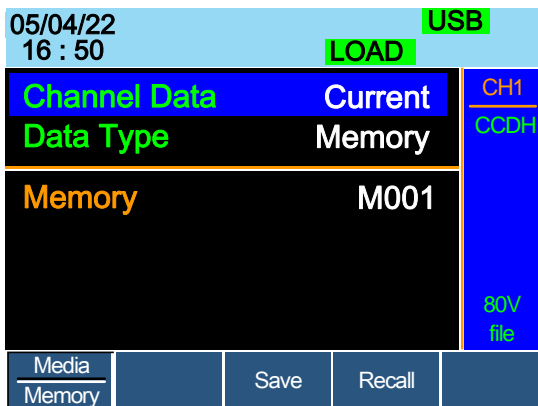 05/04/22 USB
16 : 50 LOAD
Channel Data Current CH1
Data Type Memory CCDH
Memory M001
80V
file
Media
Memory Save Recall